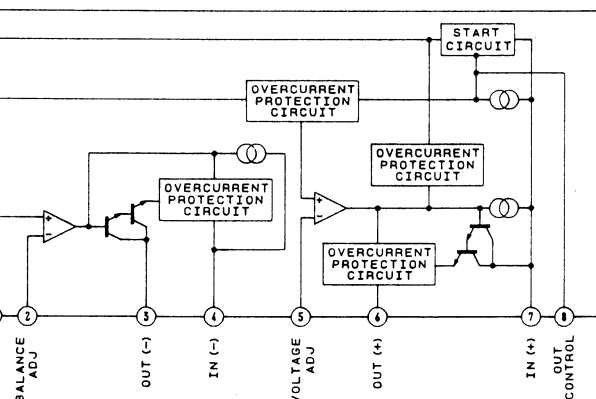 START
CIRCUIT
OVERCURRENT
PROTECTION
CIRCUIT
OVERCURRENT
PROTECTION
CIRCUIT
OVERCURRENT
PROTECTION
CIRCUIT
OVERCURRENT
PROTECTION
CIRCUIT
+
−
+
−
2
3
4
5
6
7
8
BALANCE
ADJ
OUT (−)
IN (−)
VOLTAGE
ADJ
OUT (+)
IN (+)
OUT
CONTROL